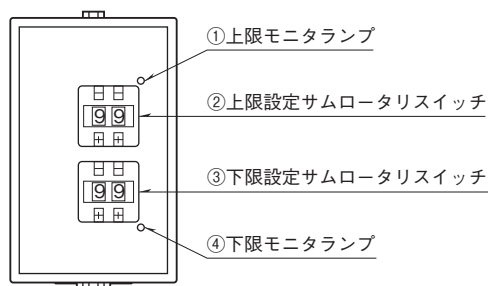 ①上限モニタランプ
②上限設定サムロータリスイッチ
99
③下限設定サムロータリスイッチ
99
④下限モニタランプ